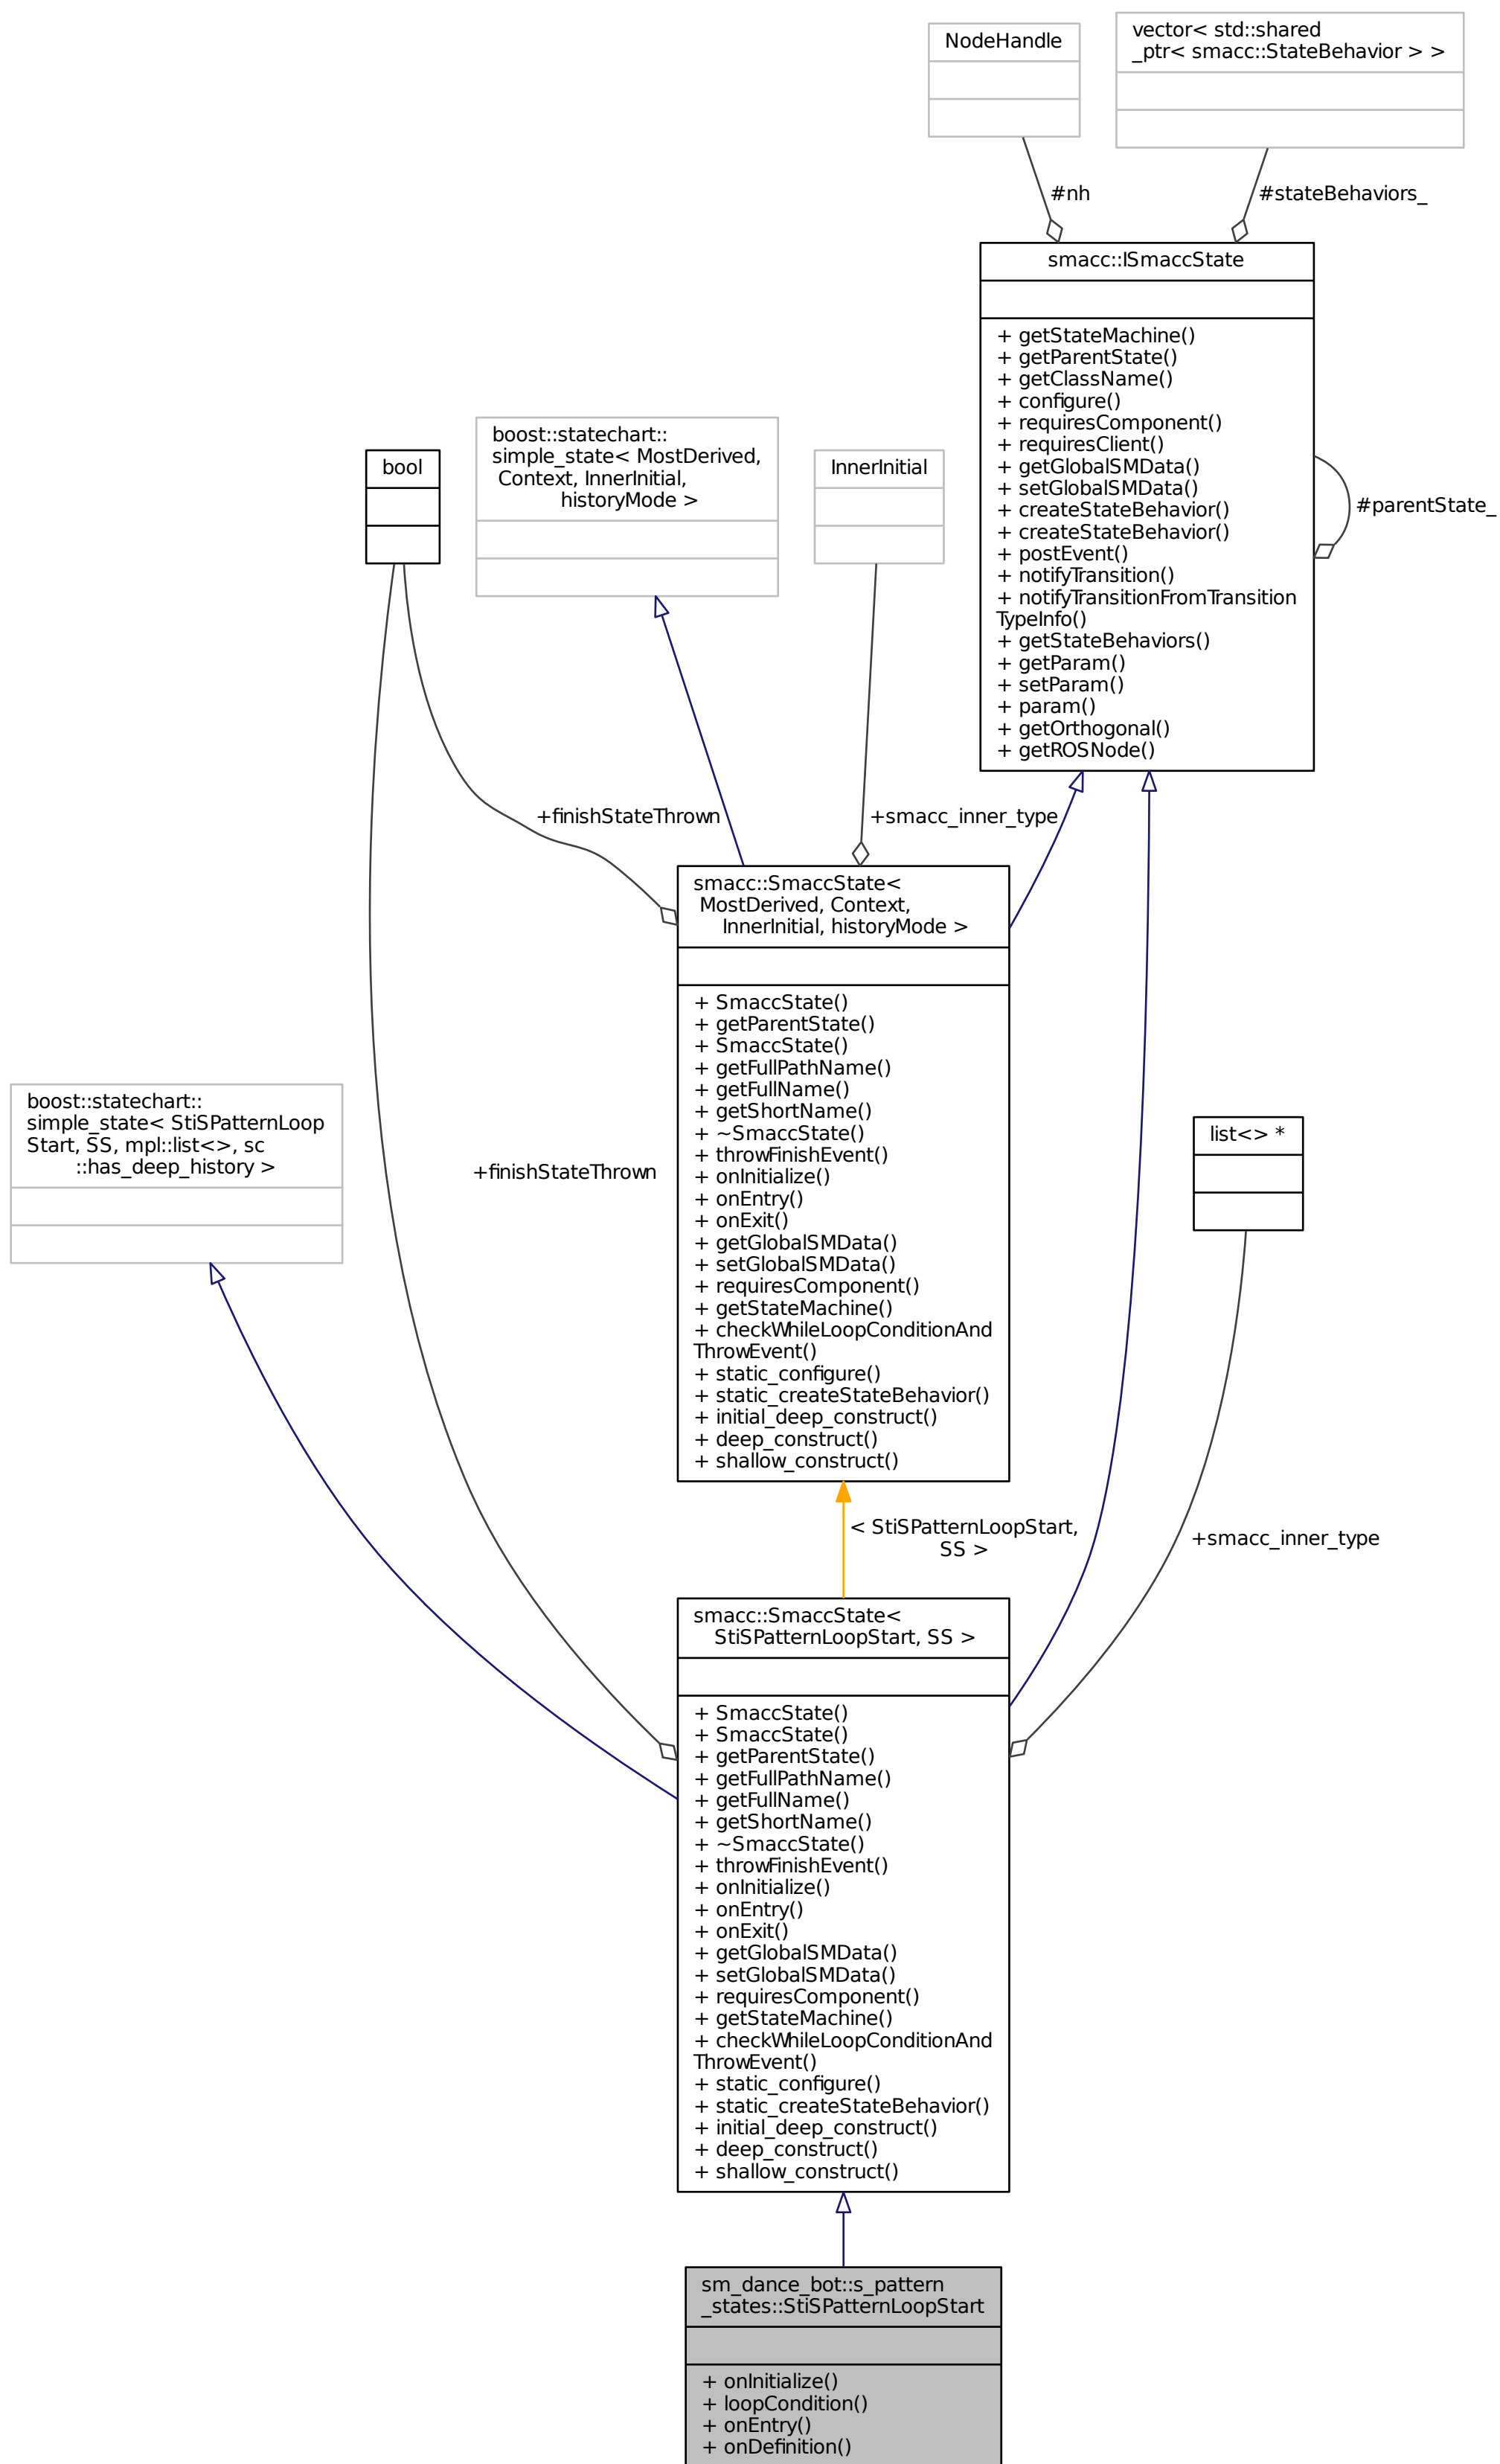 NodeHandle
vector< std::shared
_ptr< smacc::StateBehavior > >
#nh
#stateBehaviors_
smacc::ISmaccState
+ getStateMachine()
+ getParentState()
+ getClassName()
+ configure()
+ requiresComponent()
+ requiresClient()
+ getGlobalSMData()
+ setGlobalSMData()
+ createStateBehavior()
+ createStateBehavior()
+ postEvent()
+ notifyTransition()
+ notifyTransitionFromTransition
TypeInfo()
+ getStateBehaviors()
+ getParam()
+ setParam()
+ param()
+ getOrthogonal()
+ getROSNode()
#parentState_
bool
boost::statechart::
simple_state< MostDerived,
Context, InnerInitial,
historyMode >
InnerInitial
+finishStateThrown
+smacc_inner_type
smacc::SmaccState<
MostDerived, Context,
InnerInitial, historyMode >
+ SmaccState()
+ getParentState()
+ SmaccState()
+ getFullPathName()
+ getFullName()
+ getShortName()
+ ~SmaccState()
+ throwFinishEvent()
+ onInitialize()
+ onEntry()
+ onExit()
+ getGlobalSMData()
+ setGlobalSMData()
+ requiresComponent()
+ getStateMachine()
+ checkWhileLoopConditionAnd
ThrowEvent()
+ static_configure()
+ static_createStateBehavior()
+ initial_deep_construct()
+ deep_construct()
+ shallow_construct()
boost::statechart::
simple_state< StiSPatternLoop
Start, SS, mpl::list<>, sc
::has_deep_history >
+finishStateThrown
list<> *
< StiSPatternLoopStart,
SS >
+smacc_inner_type
smacc::SmaccState<
StiSPatternLoopStart, SS >
+ SmaccState()
+ SmaccState()
+ getParentState()
+ getFullPathName()
+ getFullName()
+ getShortName()
+ ~SmaccState()
+ throwFinishEvent()
+ onInitialize()
+ onEntry()
+ onExit()
+ getGlobalSMData()
+ setGlobalSMData()
+ requiresComponent()
+ getStateMachine()
+ checkWhileLoopConditionAnd
ThrowEvent()
+ static_configure()
+ static_createStateBehavior()
+ initial_deep_construct()
+ deep_construct()
+ shallow_construct()
sm_dance_bot::s_pattern
_states::StiSPatternLoopStart
+ onInitialize()
+ loopCondition()
+ onEntry()
+ onDefinition()